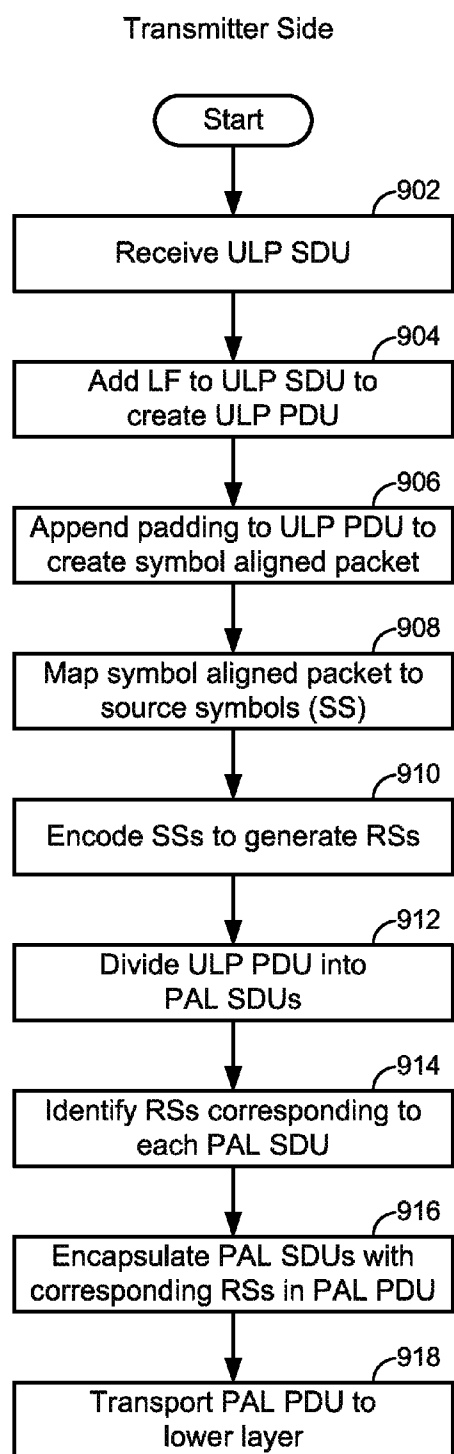 Transmitter Side
Start
902
Receive ULP SDU
904
Add LF to ULP SDU to
create ULP PDU
906
Append padding to ULP PDU to
create symbol aligned packet
908
Map symbol aligned packet to
source symbols (SS)
910
Encode SSs to generate RSs
912
Divide ULP PDU into
PAL SDUs
914
Identify RSs corresponding to
each PAL SDU
916
Encapsulate PAL SDUs with
corresponding RSs in PAL PDU
918
Transport PAL PDU to
lower layer